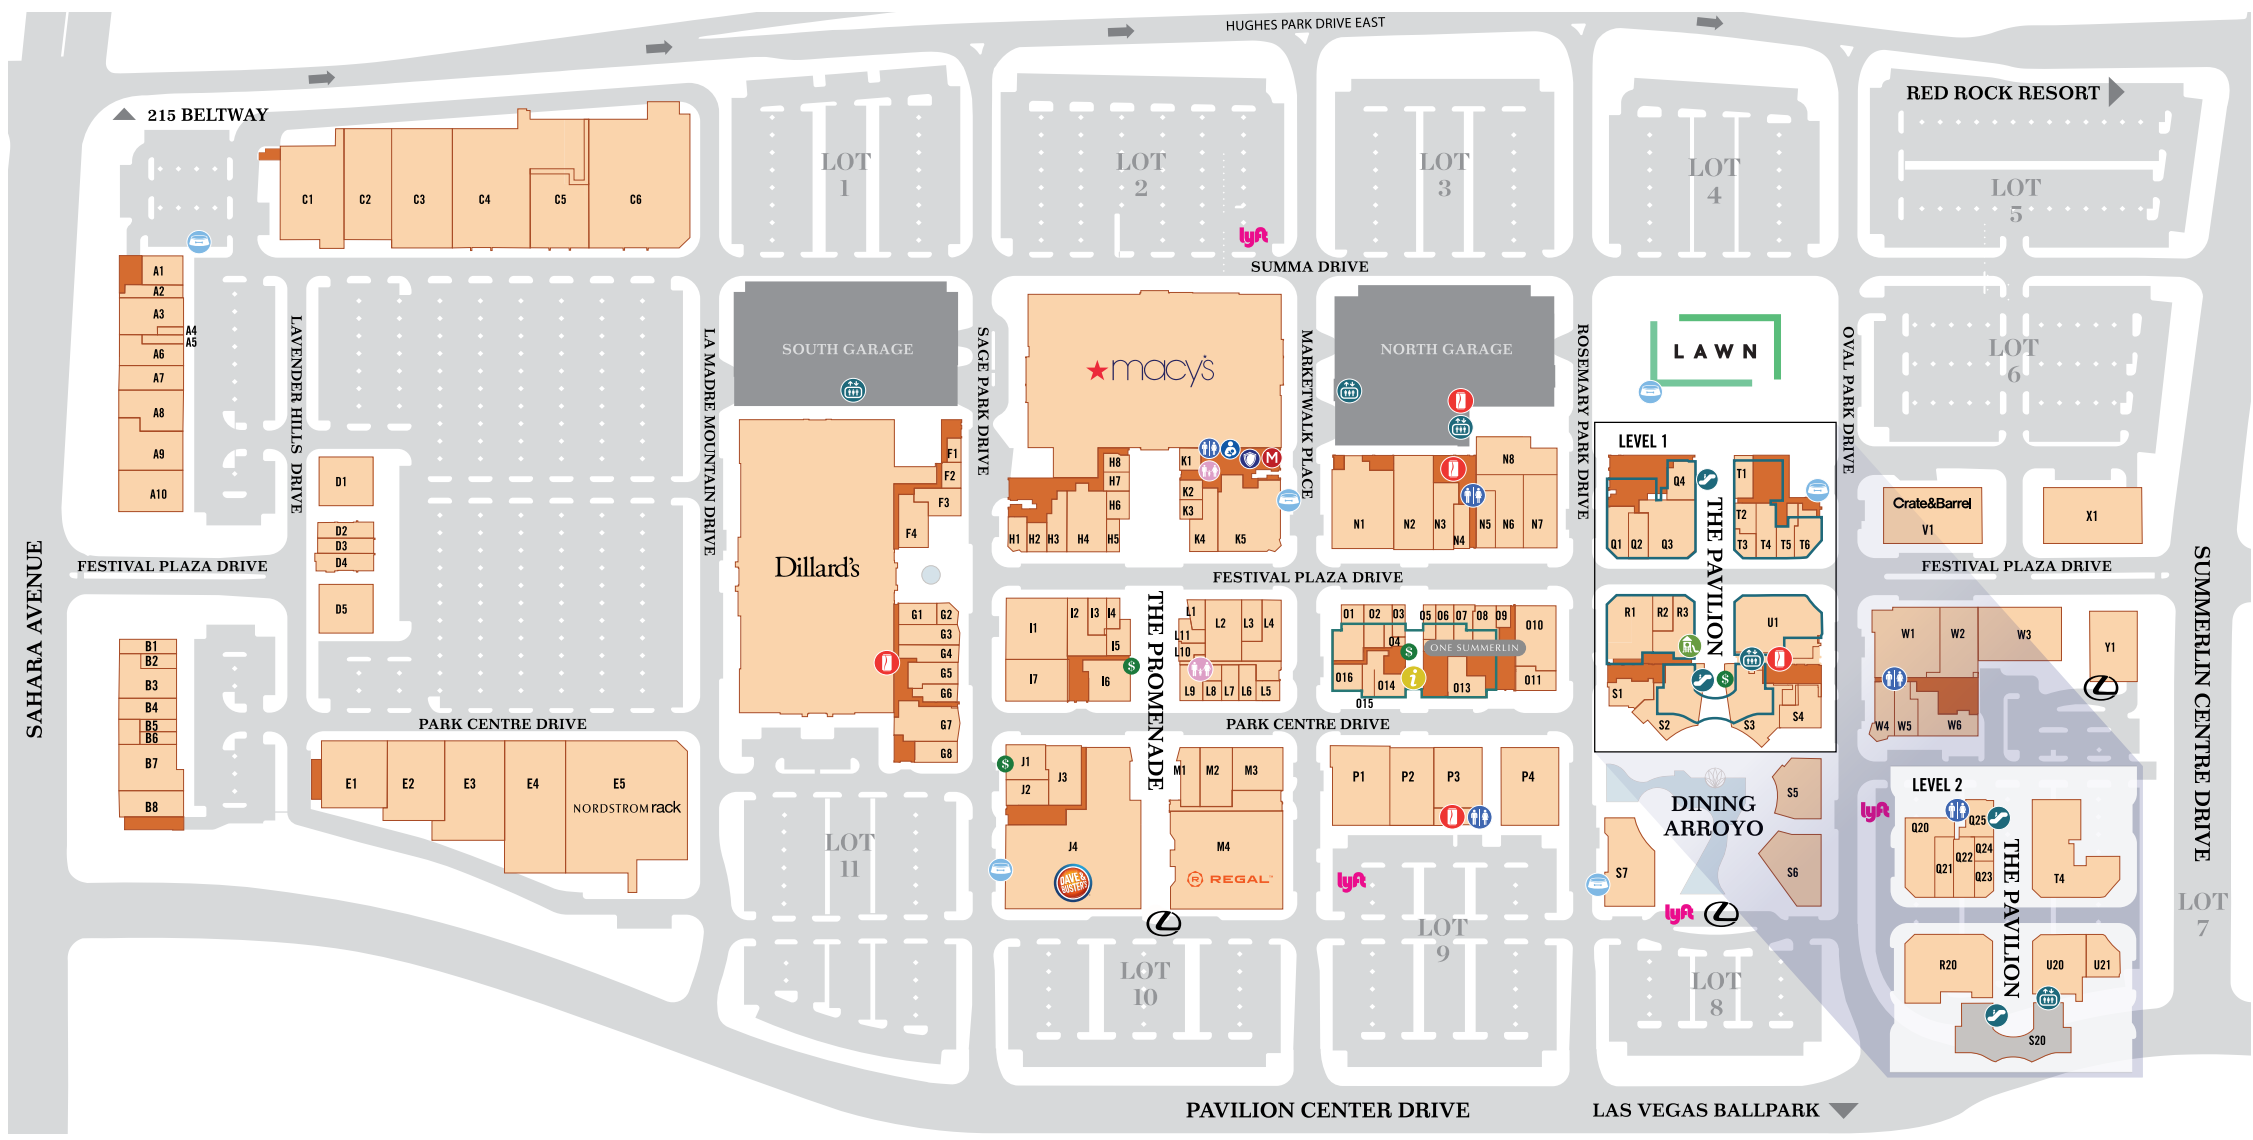 HUGHES PARK DRIVE EAST
215 BELTWAY
RED ROCK RESORT
C1
C2
C3
C4
C5
C6
LOT
1
LOT
2
LOT
3
LOT
4
LOT
5
lyft
SUMMA DRIVE
A1
A2
A3
A4
A5
A6
A7
A8
A9
A10
LAVENDER HILLS DRIVE
LA MADRE MOUNTAIN DRIVE
SOUTH GARAGE
SAGE PARK DRIVE
macy's
MARKETWALK PLACE
NORTH GARAGE
ROSEMARY PARK DRIVE
LAWN
OVAL PARK DRIVE
LOT
6
D1
D2
D3
D4
D5
Dillard's
F1
F2
F3
F4
H8
H7
H6
H1
H2
H3
H4
H5
K1
K2
K3
K4
K5
M
N1
N2
N3
N4
N5
N6
N7
N8
LEVEL 1
Q4
Q1
Q2
Q3
T1
T2
T3
T4
T5
T6
THE PAVILION
Crate&Barrel
V1
X1
SAHARA AVENUE
FESTIVAL PLAZA DRIVE
FESTIVAL PLAZA DRIVE
FESTIVAL PLAZA DRIVE
SUMMERLIN CENTRE DRIVE
B1
B2
B3
B4
B5
B6
B7
B8
G1
G2
G3
G4
G5
G6
G7
G8
I1
I2
I3
I4
I5
I6
I7
$
THE PROMENADE
L1
L2
L3
L4
L11
L10
L9
L8
L7
L6
L5
O1
O2
O3
O4
O5
O6
O7
O8
O9
O10
O11
ONE SUMMERLIN
$
i
O16
O14
O15
O13
R1
R2
R3
U1
S1
S2
S3
S4
$
W1
W2
W3
W4
W5
W6
Y1
PARK CENTRE DRIVE
PARK CENTRE DRIVE
E1
E2
E3
E4
E5
NORDSTROM rack
LOT
11
$
J1
J2
J3
J4
DAVE & BUSTER'S
M1
M2
M3
M4
R REGAL
P1
P2
P3
P4
lyft
LOT
9
LOT
10
DINING
ARROYO
S5
S6
S7
lyft
LOT
8
lyft
LEVEL 2
Q20
Q25
Q24
Q23
Q22
Q21
T4
THE PAVILION
R20
U20
U21
S20
LOT
7
PAVILION CENTER DRIVE
LAS VEGAS BALLPARK